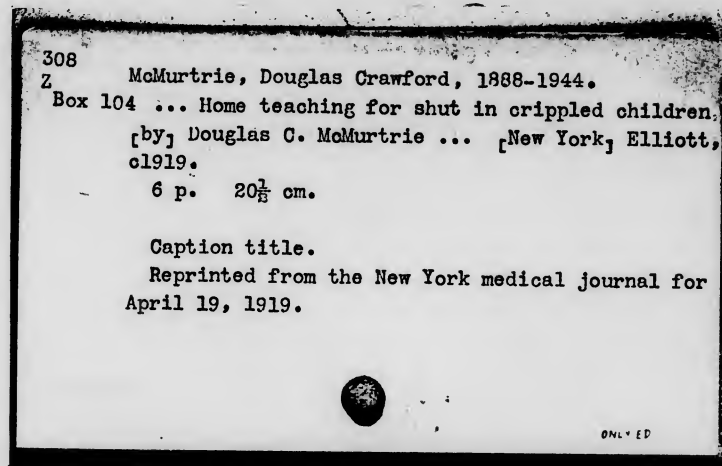 308
Z McMurtrie, Douglas Crawford, 1888-1944.
Box 104 ... Home teaching for shut in crippled children,
[by] Douglas C. McMurtrie ... [New York] Elliott,
c1919.
6 p. 20½ cm.
Caption title.
Reprinted from the New York medical journal for
April 19, 1919.
ONLY ED